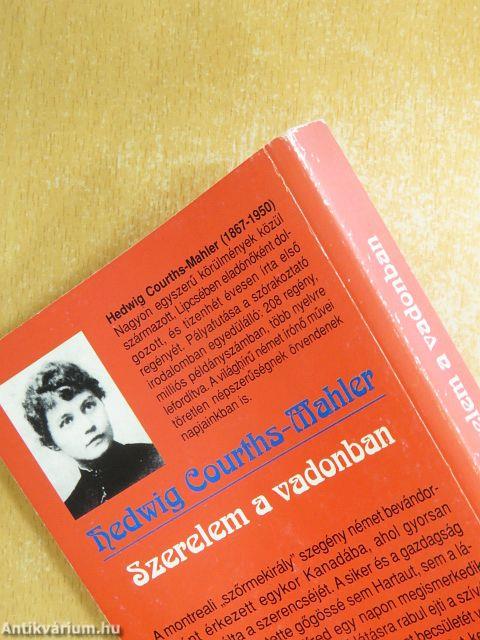 Hedwig Courths-Mahler (1867-1950)
Nagyon egyszerű körülmények közül
származott. Lipcsében eladónőként dol-
gozott, és tizenhét évesen írta első
regényét. Pályafutása a szórakoztató
irodalomban egyedülálló: 208 regény,
milliós példányszámban, több nyelvre
lefordítva. A világhírű német írónő művei
töretlen népszerűségnek örvendenek
napjainkban is.
Hedwig Courths-Mahler
Szerelem a vadonban
A montreali „szőrmekirály” szegény német bevándor-
érkezett egykor Kanadába, ahol gyorsan
a szerencséjét. A siker és a gazdagság
gőgössé sem Hartaut, sem a lá-
egy napon megismerkedik
rabul ejti a szív
elem a vadonban
Antikvárium.hu